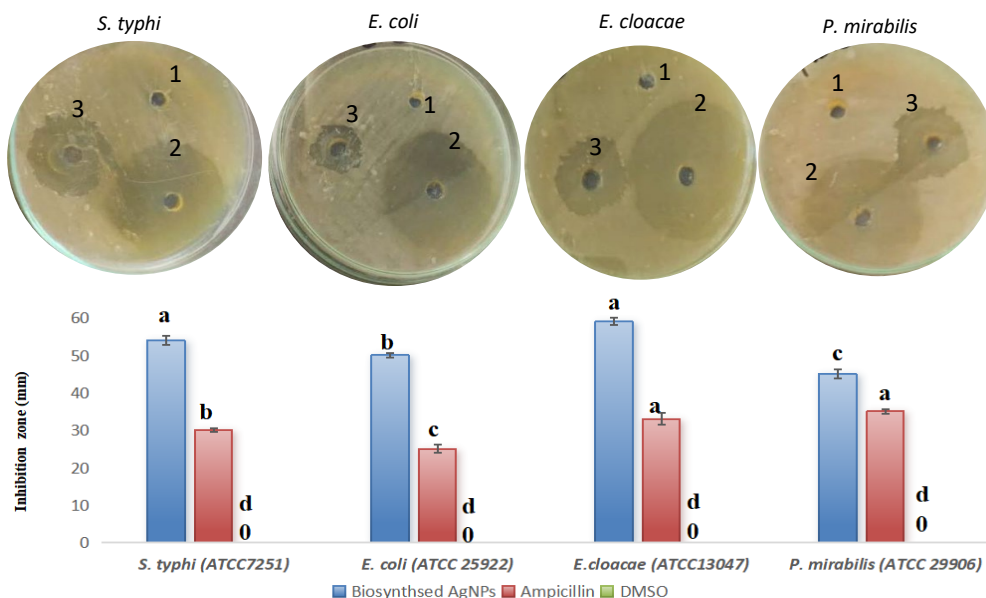 S. typhi E. coli E. cloacae P. mirabilis
1 3 2
1 3 2
1 2 3
1 3 2
Inhibition zone (mm)
60
50
40
30
20
10
0
a b d 0
b c d 0
a a d 0
c a d 0
S. typhi (ATCC7251) E. coli (ATCC 25922) E.cloacae (ATCC13047) P. mirabilis (ATCC 29906)
Biosynthsed AgNPs Ampicillin DMSO